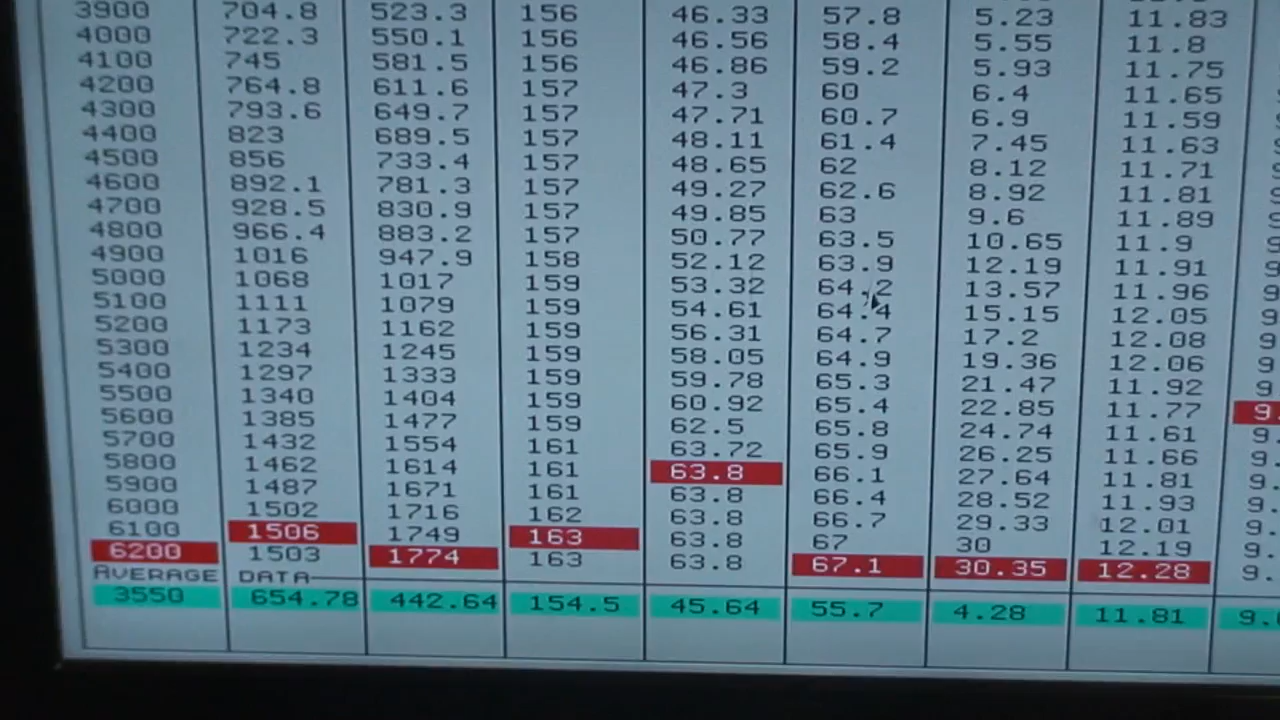 3900 704.8 523.3 156 46.33 57.8 5.23 11.83
4000 722.3 550.1 156 46.56 58.4 5.55 11.8
4100 745 581.5 156 46.86 59.2 5.93 11.75
4200 764.8 611.6 157 47.3 60 6.4 11.65
4300 793.6 649.7 157 47.71 60.7 6.9 11.59
4400 823 689.5 157 48.11 61.4 7.45 11.63
4500 856 733.4 157 48.65 62 8.12 11.71
4600 892.1 781.3 157 49.27 62.6 8.92 11.81
4700 928.5 830.9 157 49.85 63 9.6 11.89
4800 966.4 883.2 157 50.77 63.5 10.65 11.9
4900 1016 947.9 158 52.12 63.9 12.19 11.91
5000 1068 1017 159 53.32 64.2 13.57 11.96
5100 1111 1079 159 54.61 64.4 15.15 12.05
5200 1173 1162 159 56.31 64.7 17.2 12.08
5300 1234 1245 159 58.05 64.9 19.36 12.06
5400 1297 1333 159 59.78 65.3 21.47 11.92
5500 1340 1404 159 60.92 65.4 22.85 11.77
5600 1385 1477 159 62.5 65.8 24.74 11.61
5700 1432 1554 161 63.72 65.9 26.25 11.66
5800 1462 1614 161 63.8 66.1 27.64 11.81
5900 1487 1671 161 63.8 66.4 28.52 11.93
6000 1502 1716 162 63.8 66.7 29.33 12.01
6100 1506 1749 163 63.8 67 30 12.19
6200 1503 1774 163 63.8 67.1 30.35 12.28
AVERAGE DATA
3550 654.78 442.64 154.5 45.64 55.7 4.28 11.81